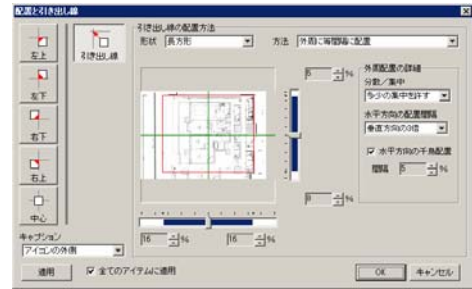 配置と引き出し線
左上
左下
右下
右上
中心
キャプション
アイコンの外側
引き出し線
引き出し線の配置方法
形状 長方形
方法 外周に等間隔に配置
外周配置の詳細
分散／集中
多少の集中を許す
水平方向の配置間隔
垂直方向の3倍
水平方向の千鳥配置
間隔 5 %
%
%
16 %
16 %
適用
全てのアイテムに適用
OK
キャンセル